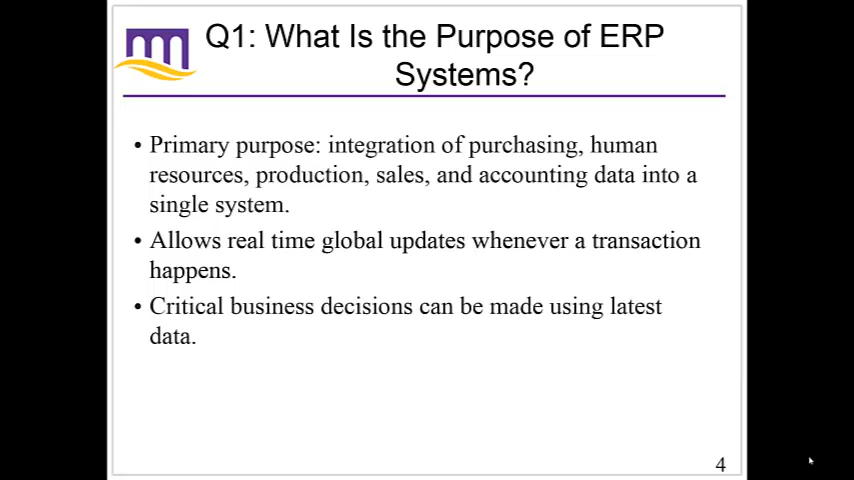 Q1: What Is the Purpose of ERP
Systems?
• Primary purpose: integration of purchasing, human
resources, production, sales, and accounting data into a
single system.
• Allows real time global updates whenever a transaction
happens.
• Critical business decisions can be made using latest
data.
4